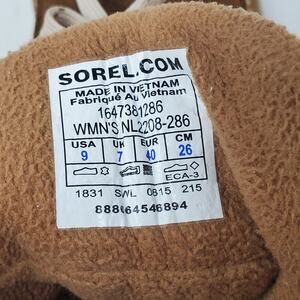 SOREL.COM
MADE IN VIETNAM
Fabriqué Au Vietnam
1647381286
WMN'S NL2208-286
USA UK EUR CM
9 7 40 26
ECA-3
1831 SWL 0815 215
888664546894